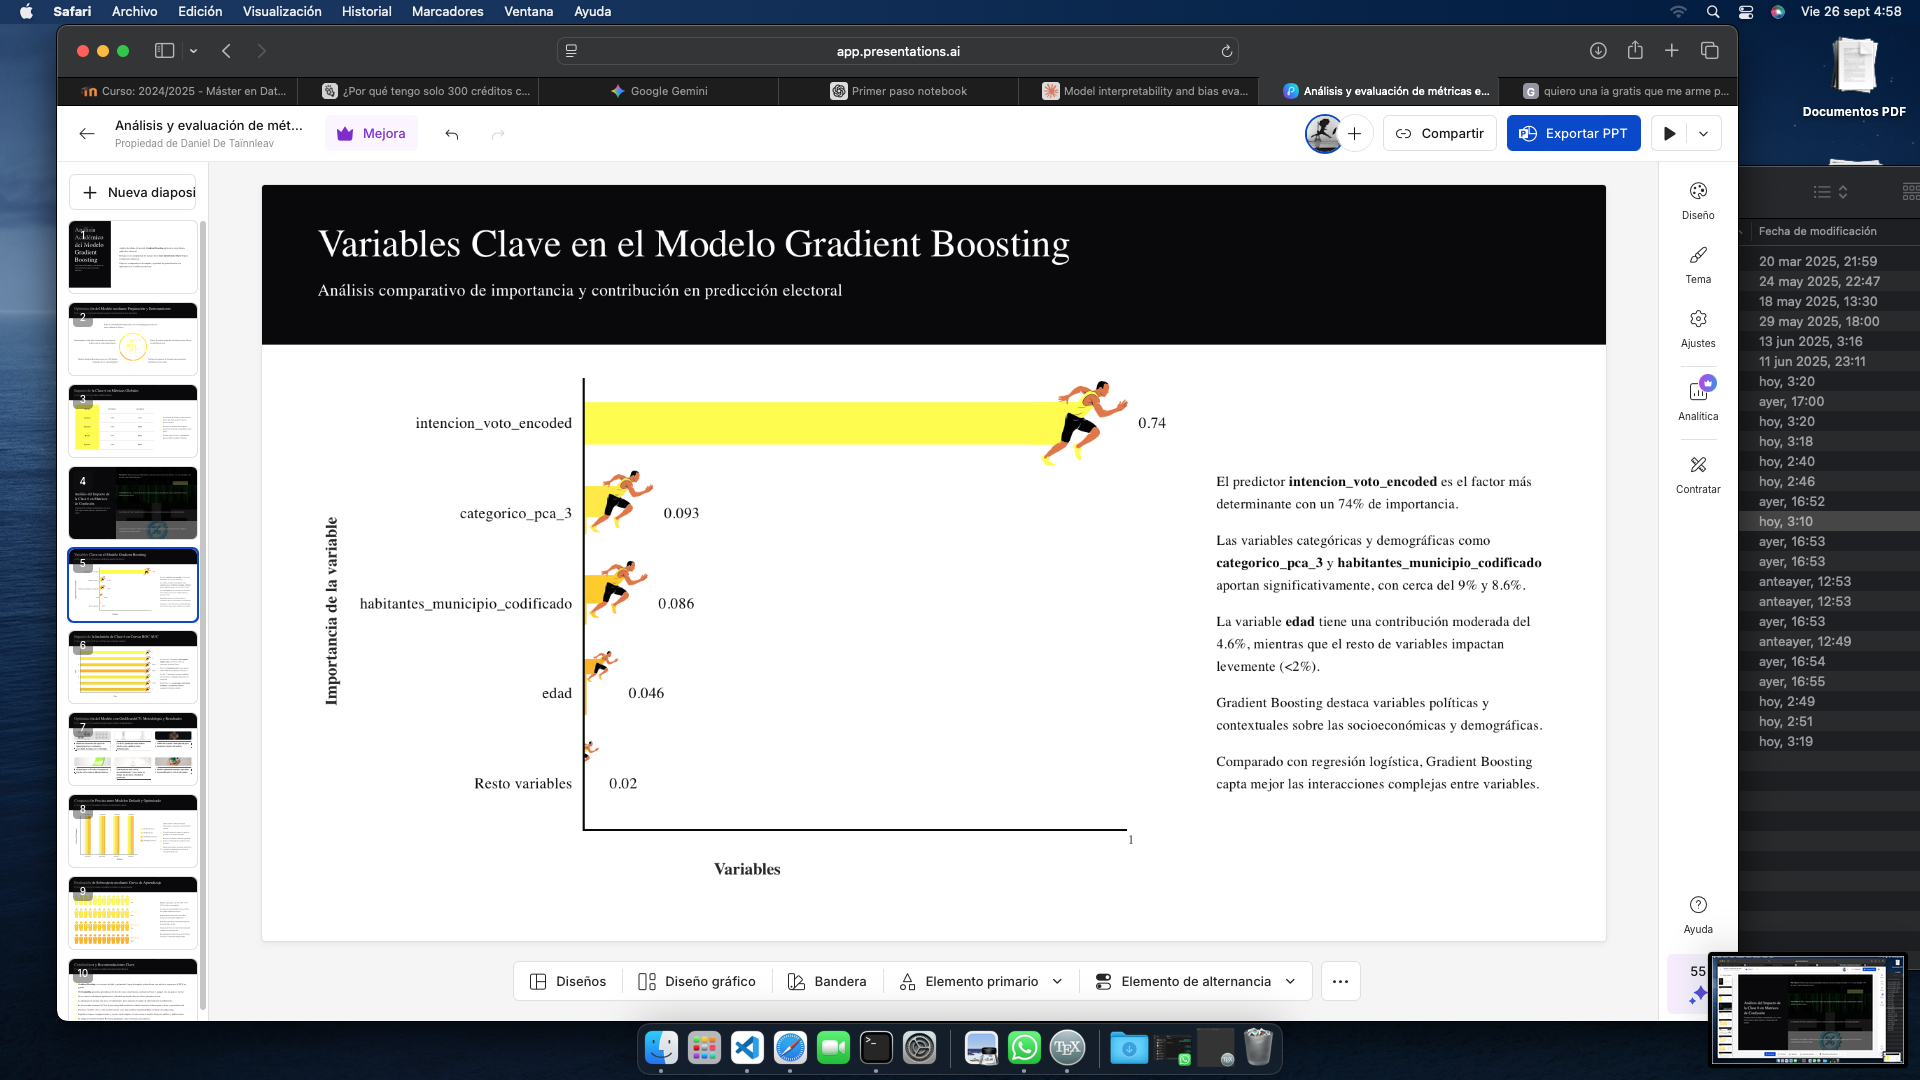 Safari Archivo Edición Visualización Historial Marcadores Ventana Ayuda
Vie 26 sept 4:58
app.presentations.ai
Curso: 2024/2025 - Máster en Dat...
¿Por qué tengo solo 300 créditos c...
Google Gemini
Primer paso notebook
Model interpretability and bias eva...
Análisis y evaluación de métricas e...
quiero una ia gratis que me arme p...
Documentos PDF
Análisis y evaluación de mét...
Propiedad de Daniel De Taïnnleav
Mejora
Compartir
Exportar PPT
Nueva diaposi
1
Análisis
Académico
del Modelo
Gradient
Boosting
2
3
4
5
6
7
8
9
10
Variables Clave en el Modelo Gradient Boosting
Análisis comparativo de importancia y contribución en predicción electoral
Importancia de la variable
intencion_voto_encoded
0.74
categorico_pca_3
0.093
habitantes_municipio_codificado
0.086
edad
0.046
Resto variables
0.02
1
Variables
El predictor intencion_voto_encoded es el factor más
determinante con un 74% de importancia.
Las variables categóricas y demográficas como
categorico_pca_3 y habitantes_municipio_codificado
aportan significativamente, con cerca del 9% y 8.6%.
La variable edad tiene una contribución moderada del
4.6%, mientras que el resto de variables impactan
levemente (<2%).
Gradient Boosting destaca variables políticas y
contextuales sobre las socioeconómicas y demográficas.
Comparado con regresión logística, Gradient Boosting
capta mejor las interacciones complejas entre variables.
Diseño
Tema
Ajustes
Analítica
Contratar
Ayuda
55
Diseños
Diseño gráfico
Bandera
Elemento primario
Elemento de alternancia
Fecha de modificación
20 mar 2025, 21:59
24 may 2025, 22:47
18 may 2025, 13:30
29 may 2025, 18:00
13 jun 2025, 3:16
11 jun 2025, 23:11
hoy, 3:20
ayer, 17:00
hoy, 3:20
hoy, 3:18
hoy, 2:40
hoy, 2:46
ayer, 16:52
hoy, 3:10
ayer, 16:53
ayer, 16:53
anteayer, 12:53
anteayer, 12:53
ayer, 16:53
anteayer, 12:49
ayer, 16:54
ayer, 16:55
hoy, 2:49
hoy, 2:51
hoy, 3:19
TEX